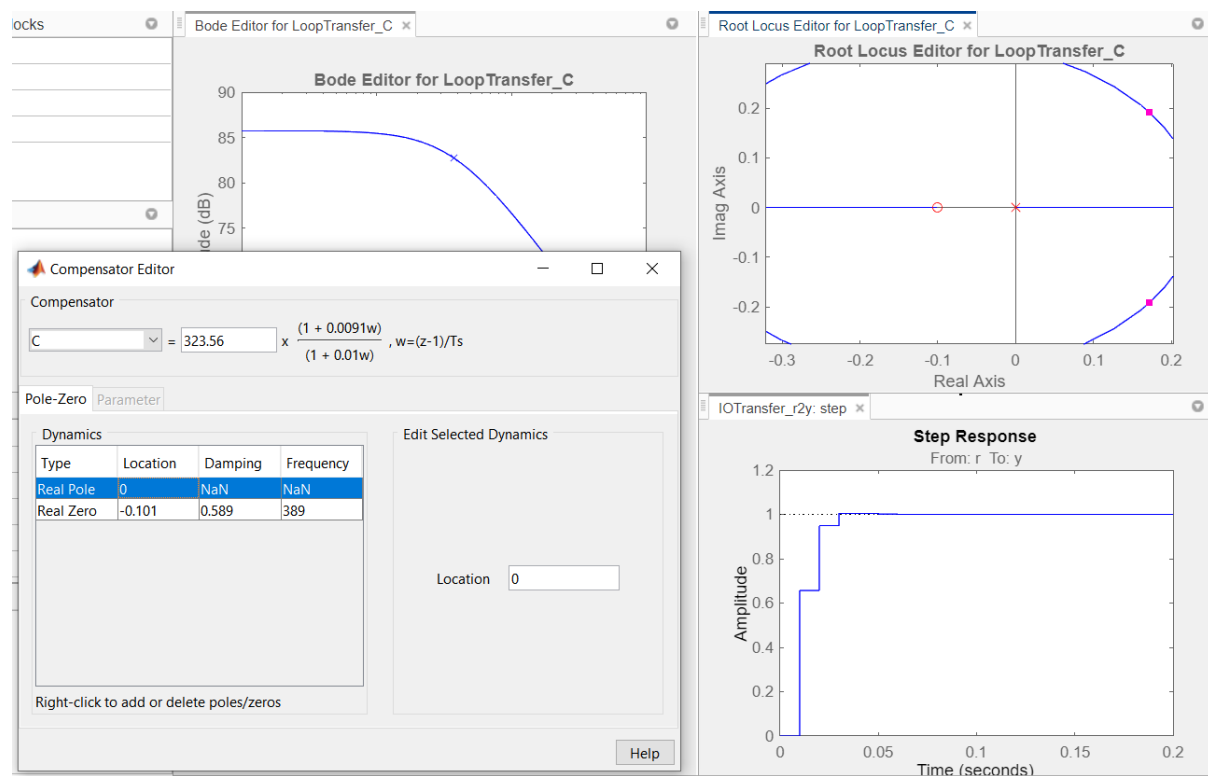 locks
Bode Editor for LoopTransfer_C ×
Root Locus Editor for LoopTransfer_C ×
Bode Editor for LoopTransfer_C
90
85
80
75
de (dB)
Root Locus Editor for LoopTransfer_C
0.2
0.1
0
-0.1
-0.2
Imag Axis
-0.3 -0.2 -0.1 0 0.1 0.2
Real Axis
Compensator Editor
Compensator
C = 323.56 x (1 + 0.0091w)
(1 + 0.01w)
, w=(z-1)/Ts
Pole-Zero Parameter
Dynamics
Type Location Damping Frequency
Real Pole 0 NaN NaN
Real Zero -0.101 0.589 389
Right-click to add or delete poles/zeros
Edit Selected Dynamics
Location 0
Help
IOTransfer_r2y: step ×
Step Response
From: r To: y
1.2
1
0.8
0.6
0.4
0.2
0
Amplitude
0 0.05 0.1 0.15 0.2
Time (seconds)